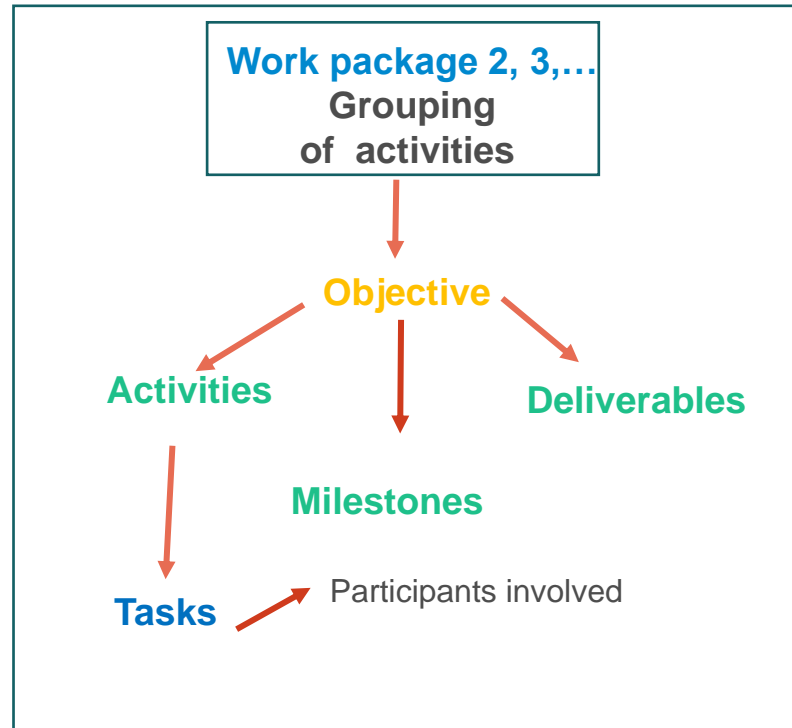 Work package 2, 3,…
Grouping
of activities
Objective
Activities
Deliverables
Milestones
Participants involved
Tasks